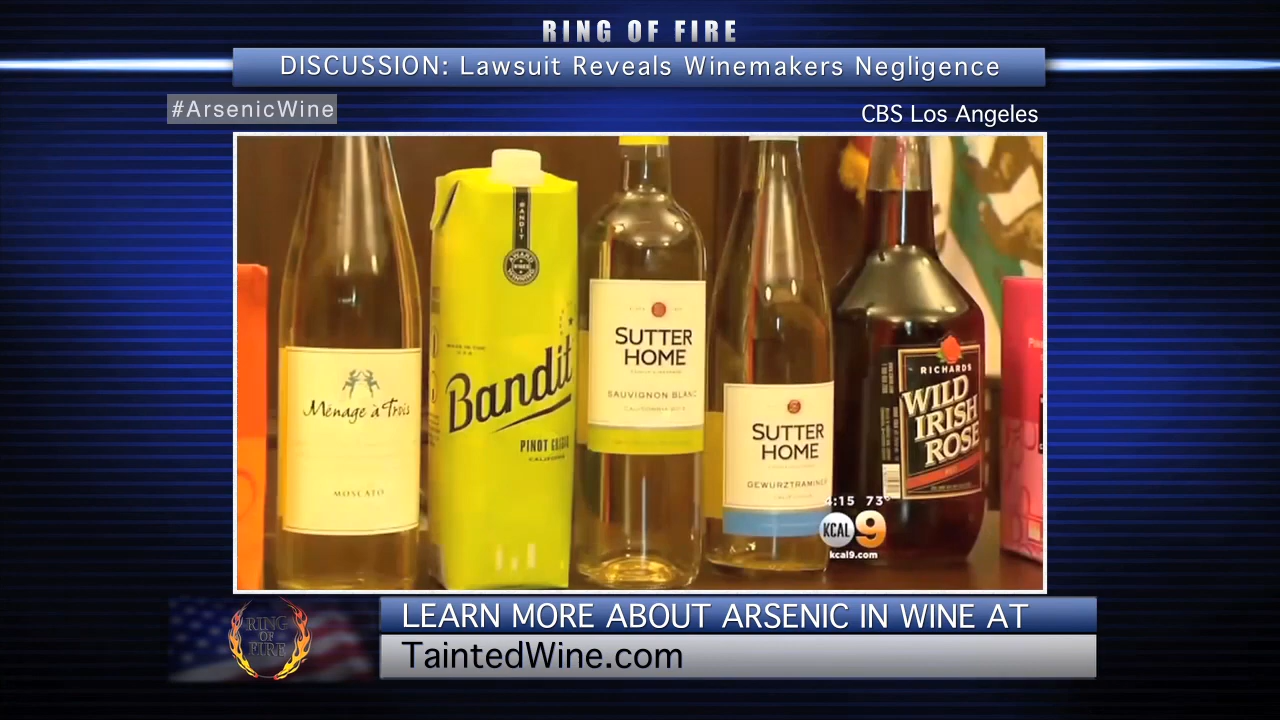 RING OF FIRE
DISCUSSION: Lawsuit Reveals Winemakers Negligence
#ArsenicWine
CBS Los Angeles
Ménage à Trois
MOSCATO
BANDIT
Bandit
PINOT GRIGIO
CALIFORNIA
SUTTER
HOME
SAUVIGNON BLANC
SUTTER
HOME
GEWURZTRAMINER
RICHARDS
WILD
IRISH
ROSE
4:15 73°
KCAL 9
kcal9.com
RING
OF
FIRE
LEARN MORE ABOUT ARSENIC IN WINE AT
TaintedWine.com